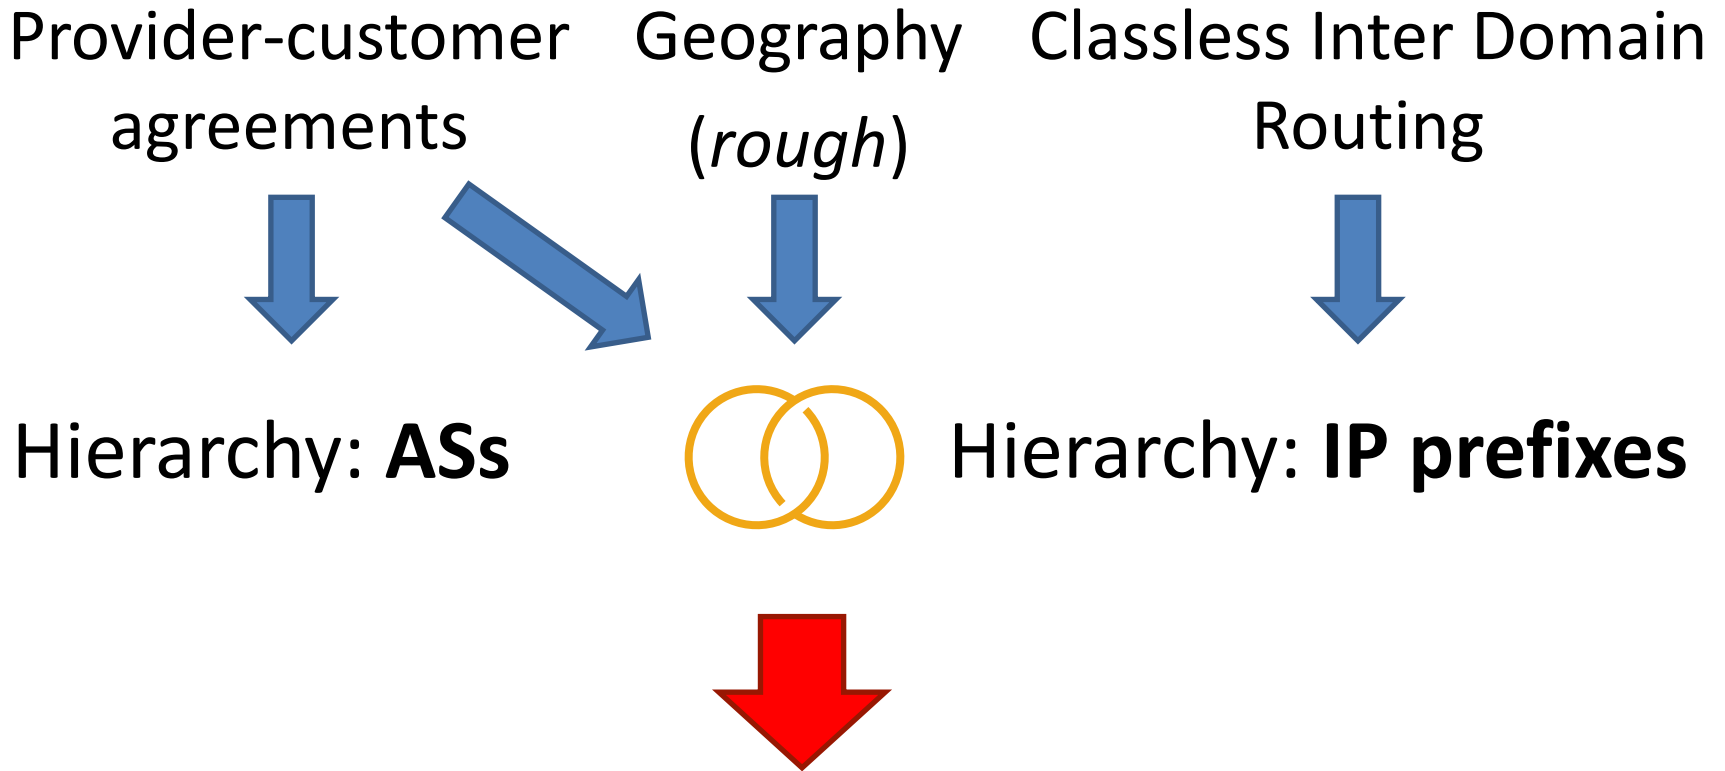 Provider-customer
agreements
Geography
(rough)
Classless Inter Domain
Routing
Hierarchy: ASs
Hierarchy: IP prefixes